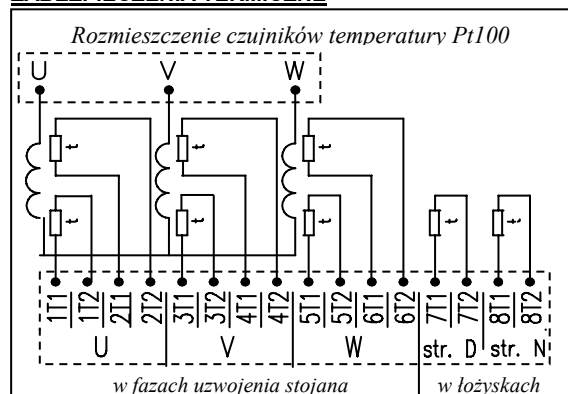 Rozmieszczenie czujników temperatury Pt100
U V W
t t t
t t t t t
1T1 1T2 2T1 2T2 3T1 3T2 4T1 4T2 5T1 5T2 6T1 6T2 7T1 7T2 8T1 8T2
U V W str. D str. N
w fazach uzwojenia stojana w łożyskach